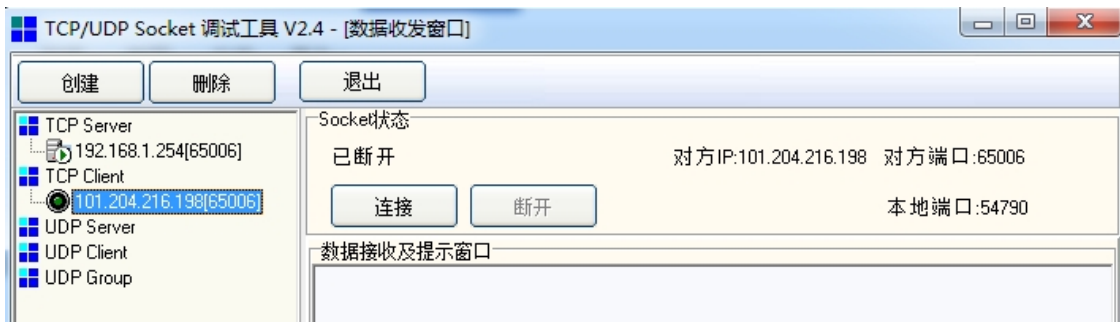 TCP/UDP Socket 调试工具 V2.4 - [数据收发窗口]
创建 删除 退出
TCP Server
192.168.1.254[65006]
TCP Client
101.204.216.198[65006]
UDP Server
UDP Client
UDP Group
Socket状态
已断开 对方IP:101.204.216.198 对方端口:65006
连接 断开 本地端口:54790
数据接收及提示窗口